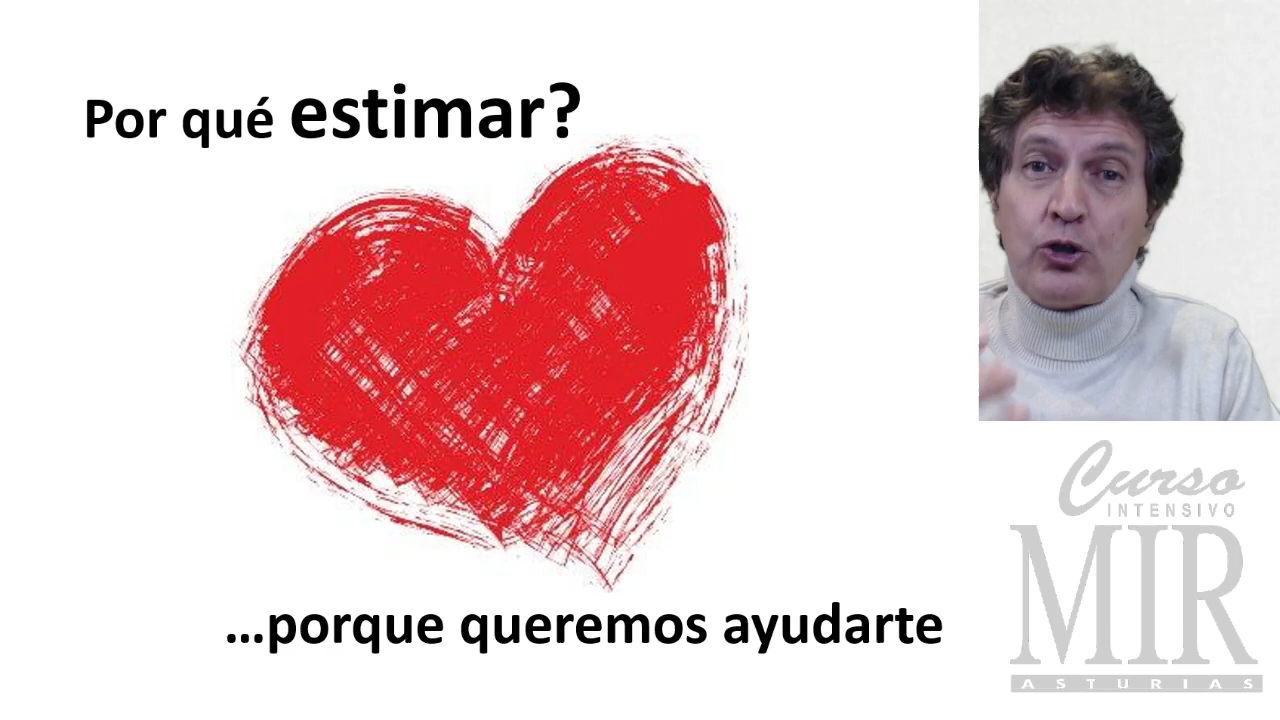 Por qué estimar?
...porque queremos ayudarte
Curso
INTENSIVO
MIR
ASTURIAS